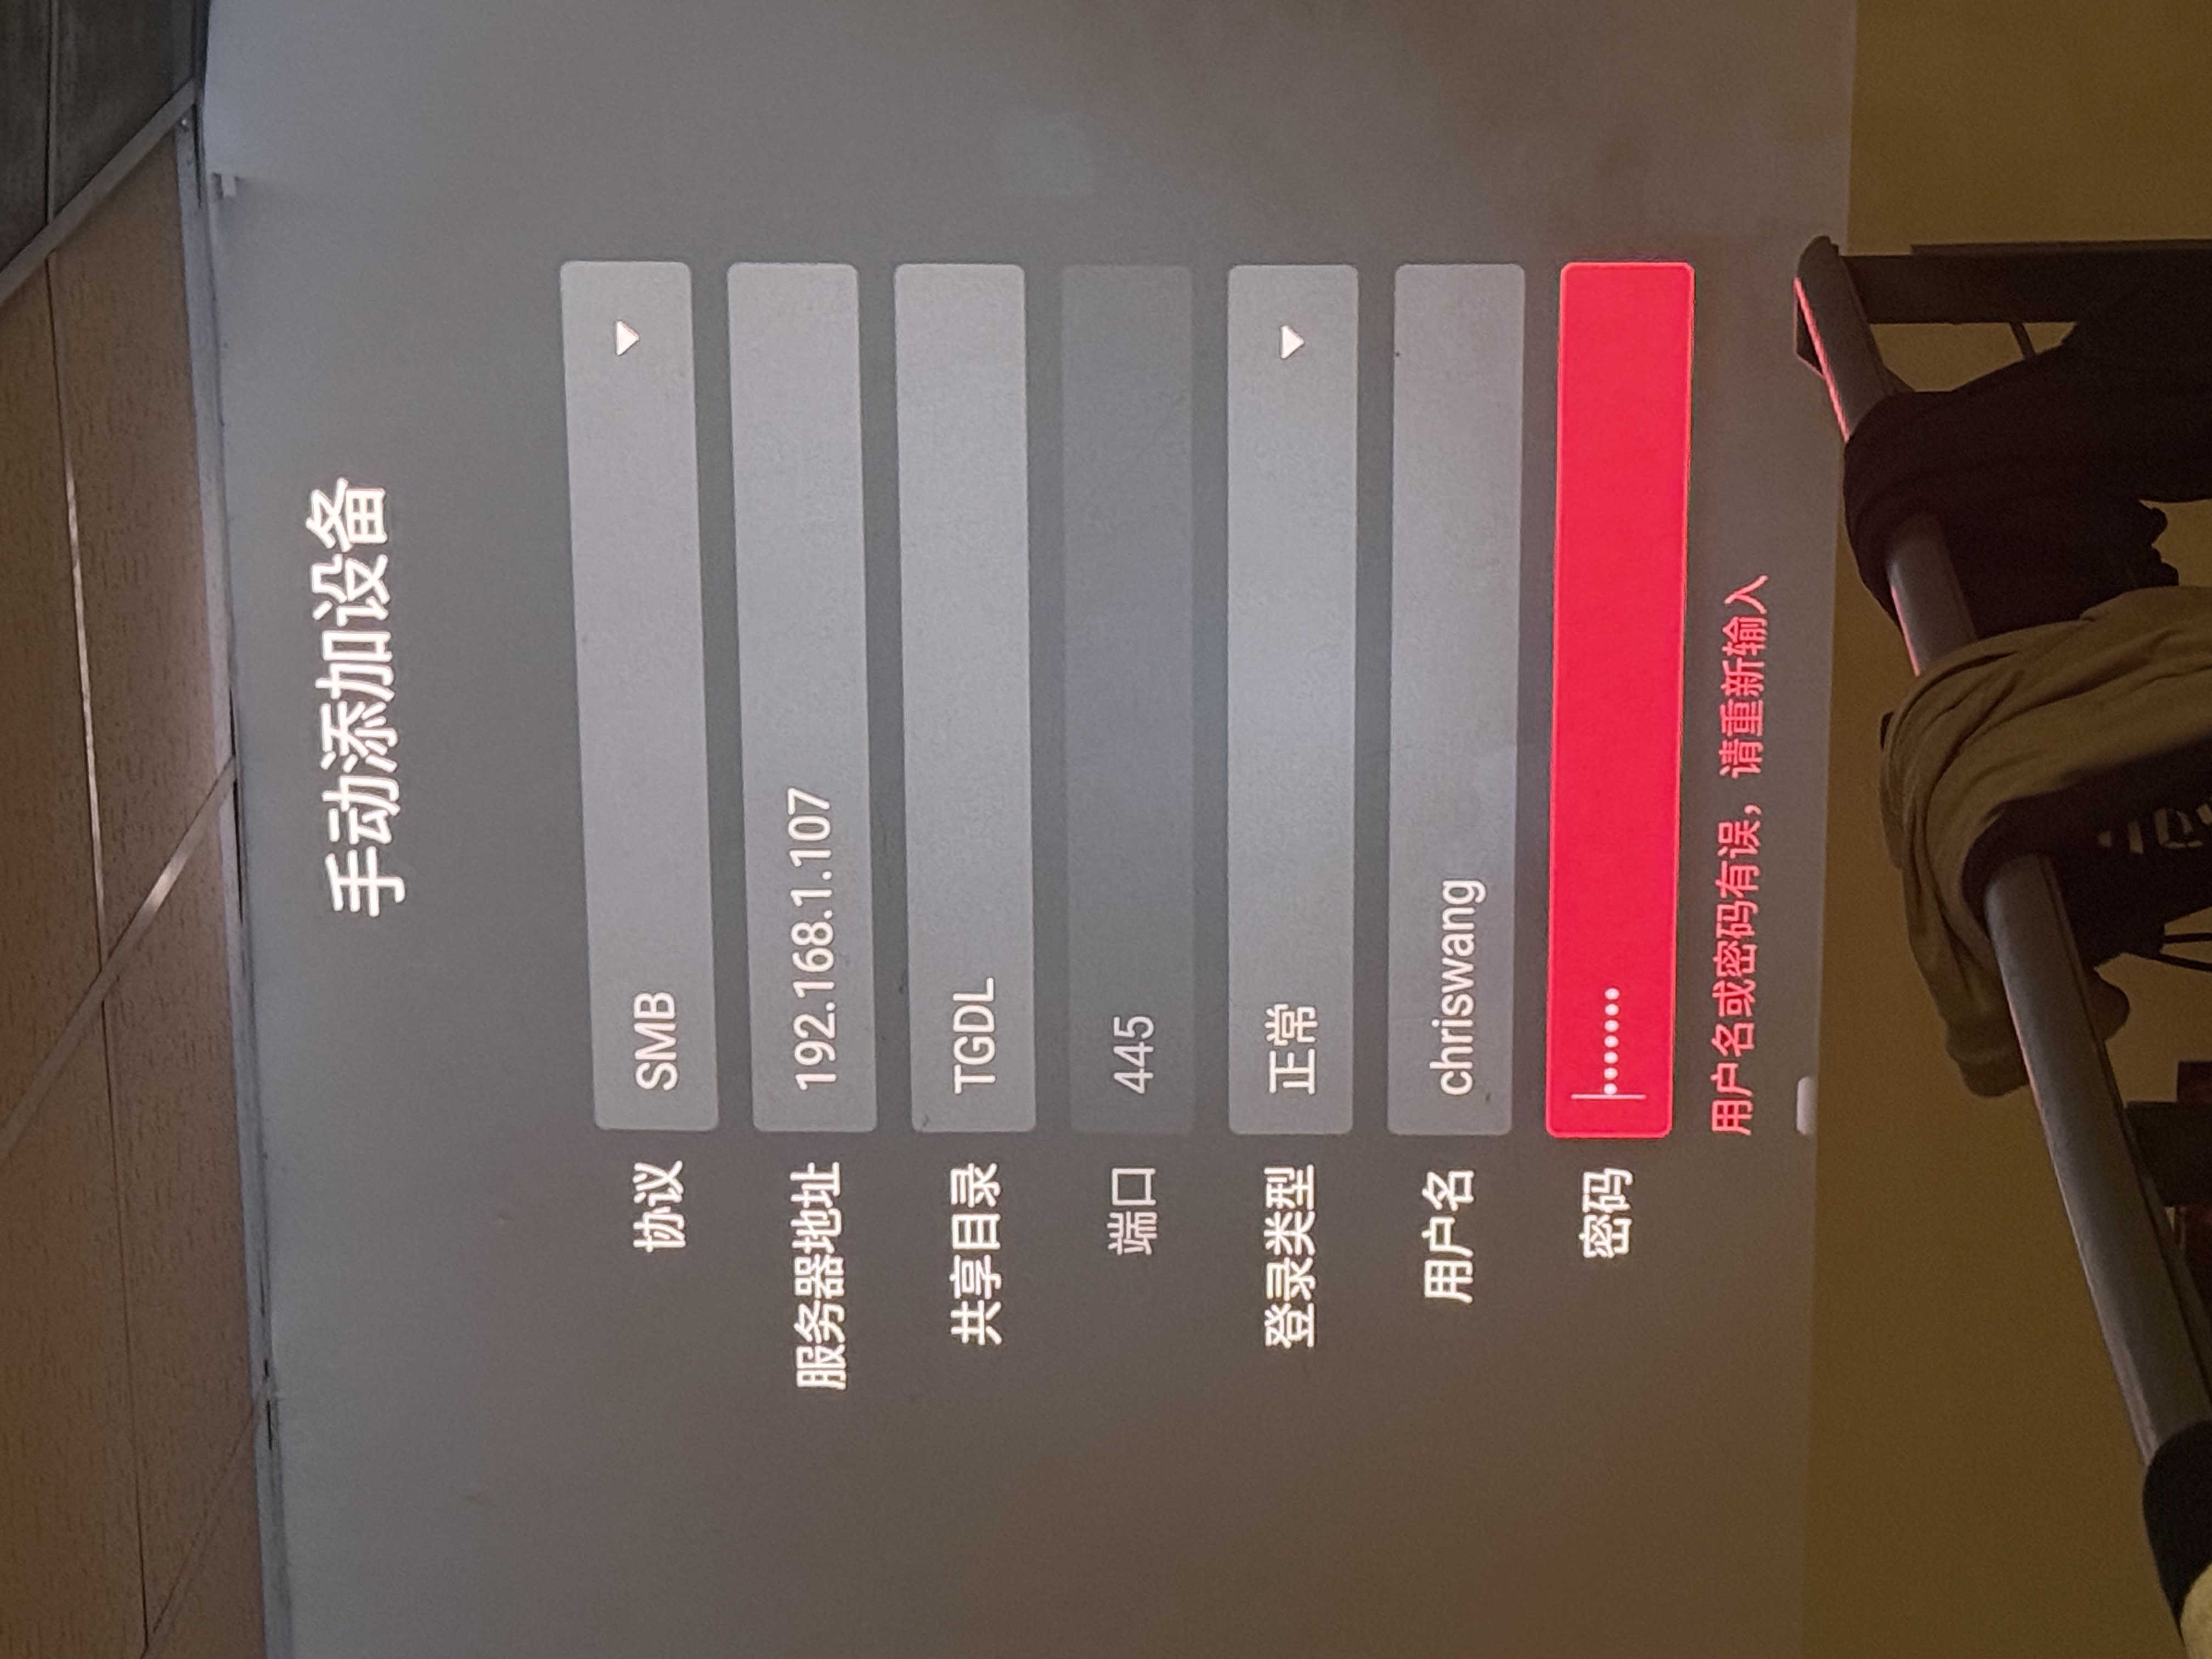 手动添加设备
协议 SMB
服务器地址 192.168.1.107
共享目录 TGDL
端口 445
登录类型 正常
用户名 chriswang
密码 •••••••
用户名或密码有误，请重新输入